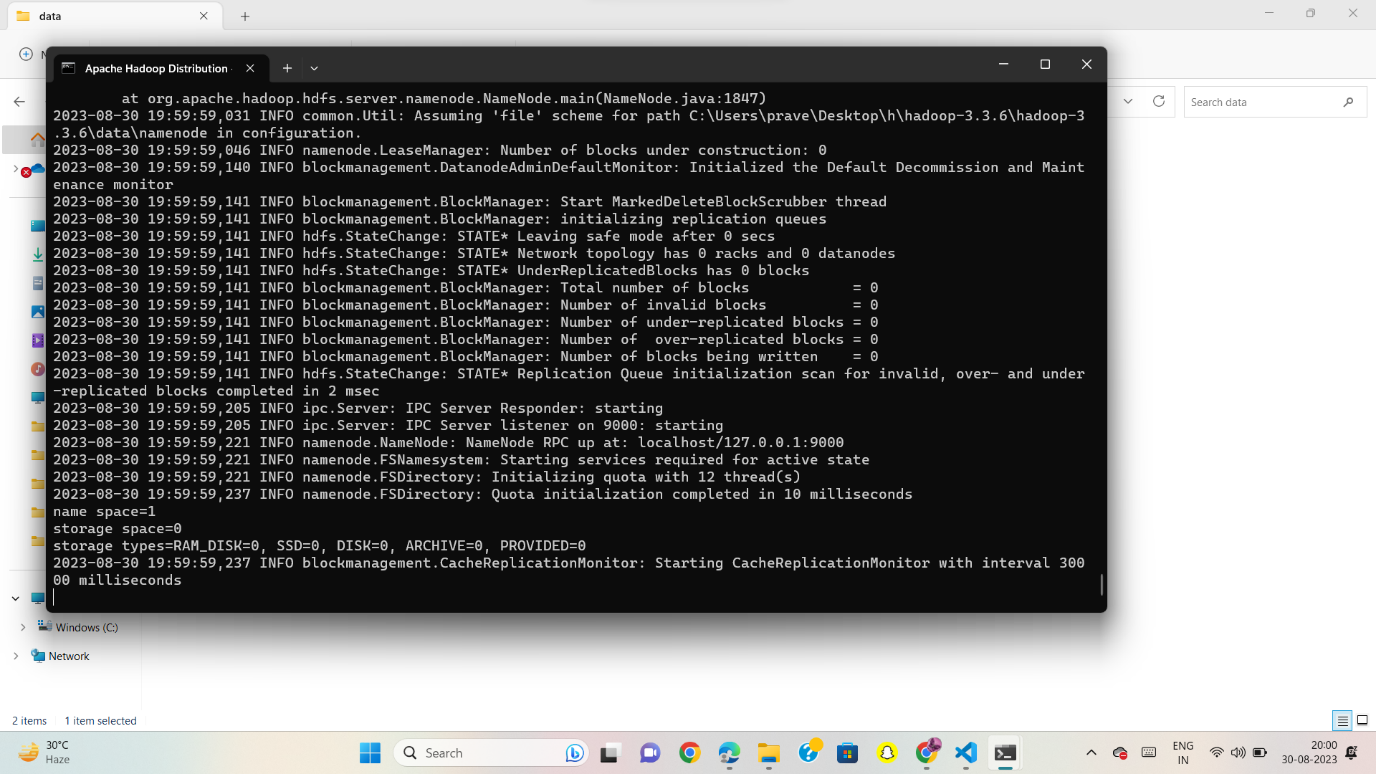 data
N
Apache Hadoop Distribution
Search data
at org.apache.hadoop.hdfs.server.namenode.NameNode.main(NameNode.java:1847)
2023-08-30 19:59:59,031 INFO common.Util: Assuming 'file' scheme for path C:\Users\prave\Desktop\h\hadoop-3.3.6\hadoop-3
.3.6\data\namenode in configuration.
2023-08-30 19:59:59,046 INFO namenode.LeaseManager: Number of blocks under construction: 0
2023-08-30 19:59:59,140 INFO blockmanagement.DatanodeAdminDefaultMonitor: Initialized the Default Decommission and Maint
enance monitor
2023-08-30 19:59:59,141 INFO blockmanagement.BlockManager: Start MarkedDeleteBlockScrubber thread
2023-08-30 19:59:59,141 INFO blockmanagement.BlockManager: initializing replication queues
2023-08-30 19:59:59,141 INFO hdfs.StateChange: STATE* Leaving safe mode after 0 secs
2023-08-30 19:59:59,141 INFO hdfs.StateChange: STATE* Network topology has 0 racks and 0 datanodes
2023-08-30 19:59:59,141 INFO hdfs.StateChange: STATE* UnderReplicatedBlocks has 0 blocks
2023-08-30 19:59:59,141 INFO blockmanagement.BlockManager: Total number of blocks            = 0
2023-08-30 19:59:59,141 INFO blockmanagement.BlockManager: Number of invalid blocks          = 0
2023-08-30 19:59:59,141 INFO blockmanagement.BlockManager: Number of under-replicated blocks = 0
2023-08-30 19:59:59,141 INFO blockmanagement.BlockManager: Number of  over-replicated blocks = 0
2023-08-30 19:59:59,141 INFO blockmanagement.BlockManager: Number of blocks being written    = 0
2023-08-30 19:59:59,141 INFO hdfs.StateChange: STATE* Replication Queue initialization scan for invalid, over- and under
-replicated blocks completed in 2 msec
2023-08-30 19:59:59,205 INFO ipc.Server: IPC Server Responder: starting
2023-08-30 19:59:59,205 INFO ipc.Server: IPC Server listener on 9000: starting
2023-08-30 19:59:59,221 INFO namenode.NameNode: NameNode RPC up at: localhost/127.0.0.1:9000
2023-08-30 19:59:59,221 INFO namenode.FSNamesystem: Starting services required for active state
2023-08-30 19:59:59,221 INFO namenode.FSDirectory: Initializing quota with 12 thread(s)
2023-08-30 19:59:59,237 INFO namenode.FSDirectory: Quota initialization completed in 10 milliseconds
name space=1
storage space=0
storage types=RAM_DISK=0, SSD=0, DISK=0, ARCHIVE=0, PROVIDED=0
2023-08-30 19:59:59,237 INFO blockmanagement.CacheReplicationMonitor: Starting CacheReplicationMonitor with interval 300
00 milliseconds
Windows (C:)
Network
2 items 1 item selected
30°C
Haze
Search
ENG
IN
20:00
30-08-2023